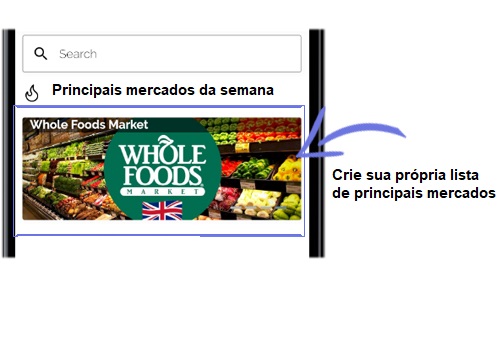 Search
Principais mercados da semana
Whole Foods Market
WHOLE
FOODS
MARKET
Crie sua própria lista
de principais mercados